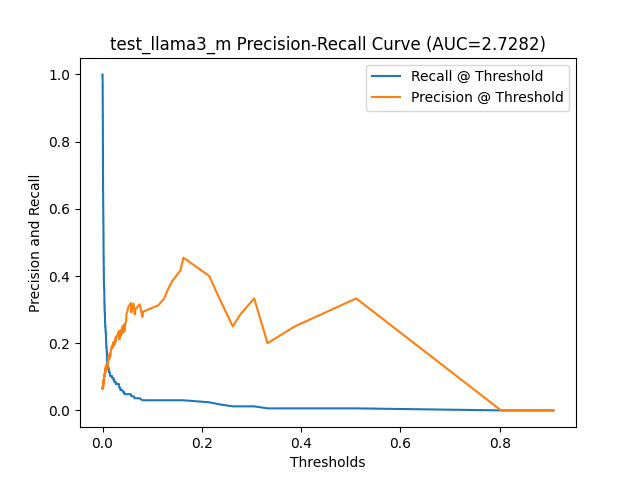 test_llama3_m Precision-Recall Curve (AUC=2.7282)
Recall @ Threshold
Precision @ Threshold
1.0
0.8
0.6
0.4
0.2
0.0
Precision and Recall
0.0 0.2 0.4 0.6 0.8
Thresholds